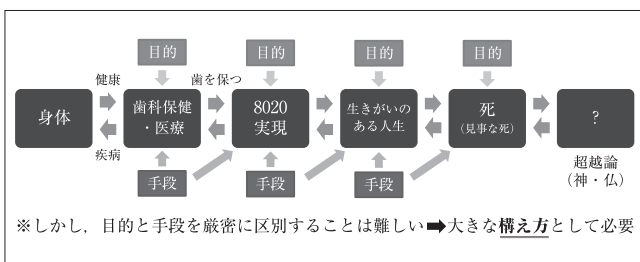 目的 目的 目的 目的
健康 歯を保つ
身体 歯科保健・医療 8020実現 生きがいのある人生 死(見事な死) ?
疾病
手段 手段 手段
超越論
(神・仏)
※しかし,目的と手段を厳密に区別することは難しい➡大きな構え方として必要